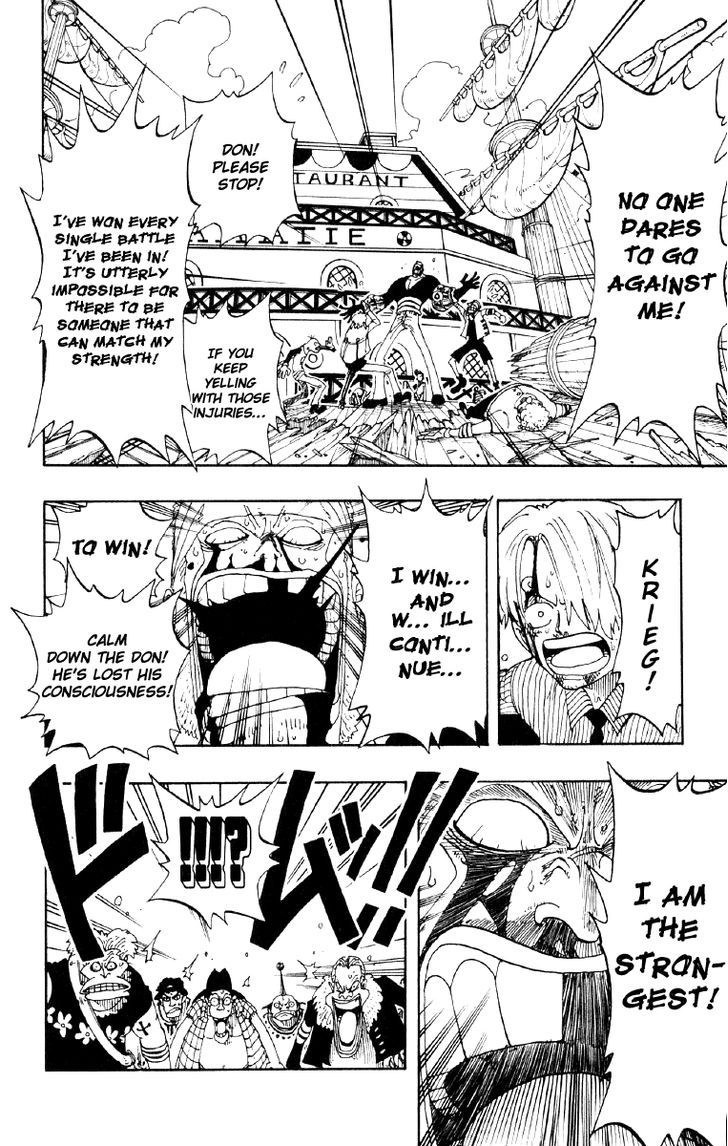 NO ONE
DARES
TO GO
AGAINST
ME!
DON!
PLEASE
STOP!
I'VE WON EVERY
SINGLE BATTLE
I'VE BEEN IN!
IT'S UTTERLY
IMPOSSIBLE FOR
THERE TO BE
SOMEONE THAT
CAN MATCH MY
STRENGTH!
IF YOU
KEEP
YELLING
WITH THOSE
INJURIES...
TAURANT
ATIE
KRIEG!
I WIN...
AND
W... ILL
CONTI...
NUE...
TO WIN!
CALM
DOWN THE DON!
HE'S LOST HIS
CONSCIOUSNESS!
I AM
THE
STRON-
GEST!
ドムッ!!
!!!?